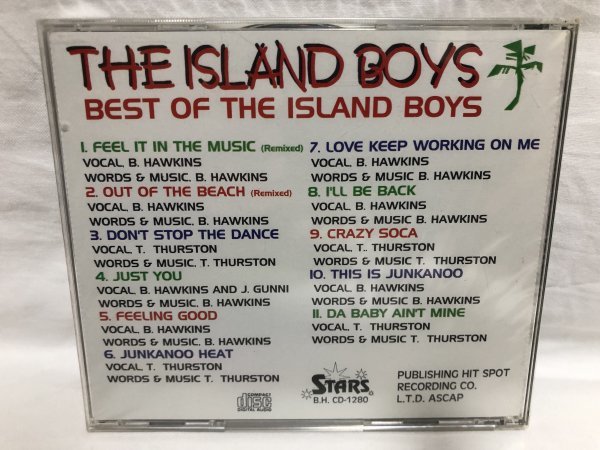 THE ISLAND BOYS
BEST OF THE ISLAND BOYS
1. FEEL IT IN THE MUSIC (Remixed)
VOCAL. B. HAWKINS
WORDS & MUSIC. B. HAWKINS
2. OUT OF THE BEACH (Remixed)
VOCAL. B. HAWKINS
WORDS & MUSIC. B. HAWKINS
3. DON'T STOP THE DANCE
VOCAL. T. THURSTON
WORDS & MUSIC. T. THURSTON
4. JUST YOU
VOCAL. B HAWKINS AND J. GUNNI
WORDS & MUSIC. B. HAWKINS
5. FEELING GOOD
VOCAL. B. HAWKINS
WORDS & MUSIC. B HAWKINS
6. JUNKANOO HEAT
VOCAL. T. THURSTON
WORDS & MUSIC T. THURSTON
7. LOVE KEEP WORKING ON ME
VOCAL. B. HAWKINS
WORDS & MUSIC. B. HAWKINS
8. I'LL BE BACK
VOCAL. B. HAWKINS
WORDS & MUSIC B. HAWKINS
9. CRAZY SOCA
VOCAL. T. THURSTON
WORDS & MUSIC T. THURSTON
10. THIS IS JUNKANOO
VOCAL. B. HAWKINS
WORDS & MUSIC B. HAWKINS
11. DA BABY AIN'T MINE
VOCAL. T. THURSTON
WORDS & MUSIC T. THURSTON
COMPACT
disc
DIGITAL AUDIO
STARS
B.H. CD-1280
PUBLISHING HIT SPOT
RECORDING CO.
L.T.D. ASCAP